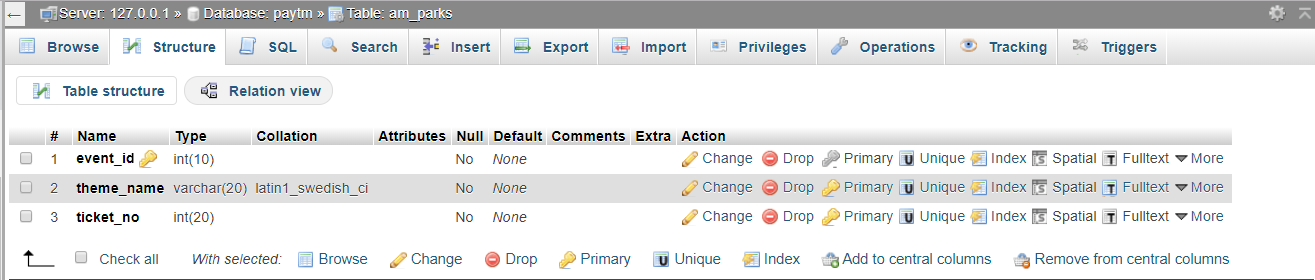 Server: 127.0.0.1 » Database: paytm » Table: am_parks
Browse Structure SQL Search Insert Export Import Privileges Operations Tracking Triggers
Table structure Relation view
# Name Type Collation Attributes Null Default Comments Extra Action
1 event_id int(10) No None Change Drop Primary Unique Index Spatial Fulltext More
2 theme_name varchar(20) latin1_swedish_ci No None Change Drop Primary Unique Index Spatial Fulltext More
3 ticket_no int(20) No None Change Drop Primary Unique Index Spatial Fulltext More
Check all With selected: Browse Change Drop Primary Unique Index Add to central columns Remove from central columns